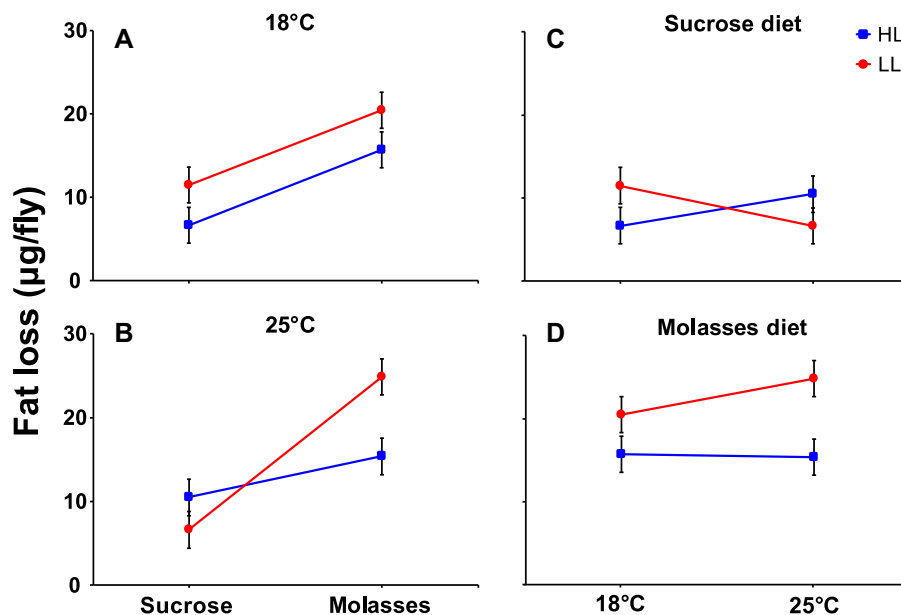 Fat loss (µg/fly)
A
18°C
30
20
10
0
C
Sucrose diet
HL
LL
B
25°C
30
20
10
0
Sucrose
Molasses
D
Molasses diet
18°C
25°C